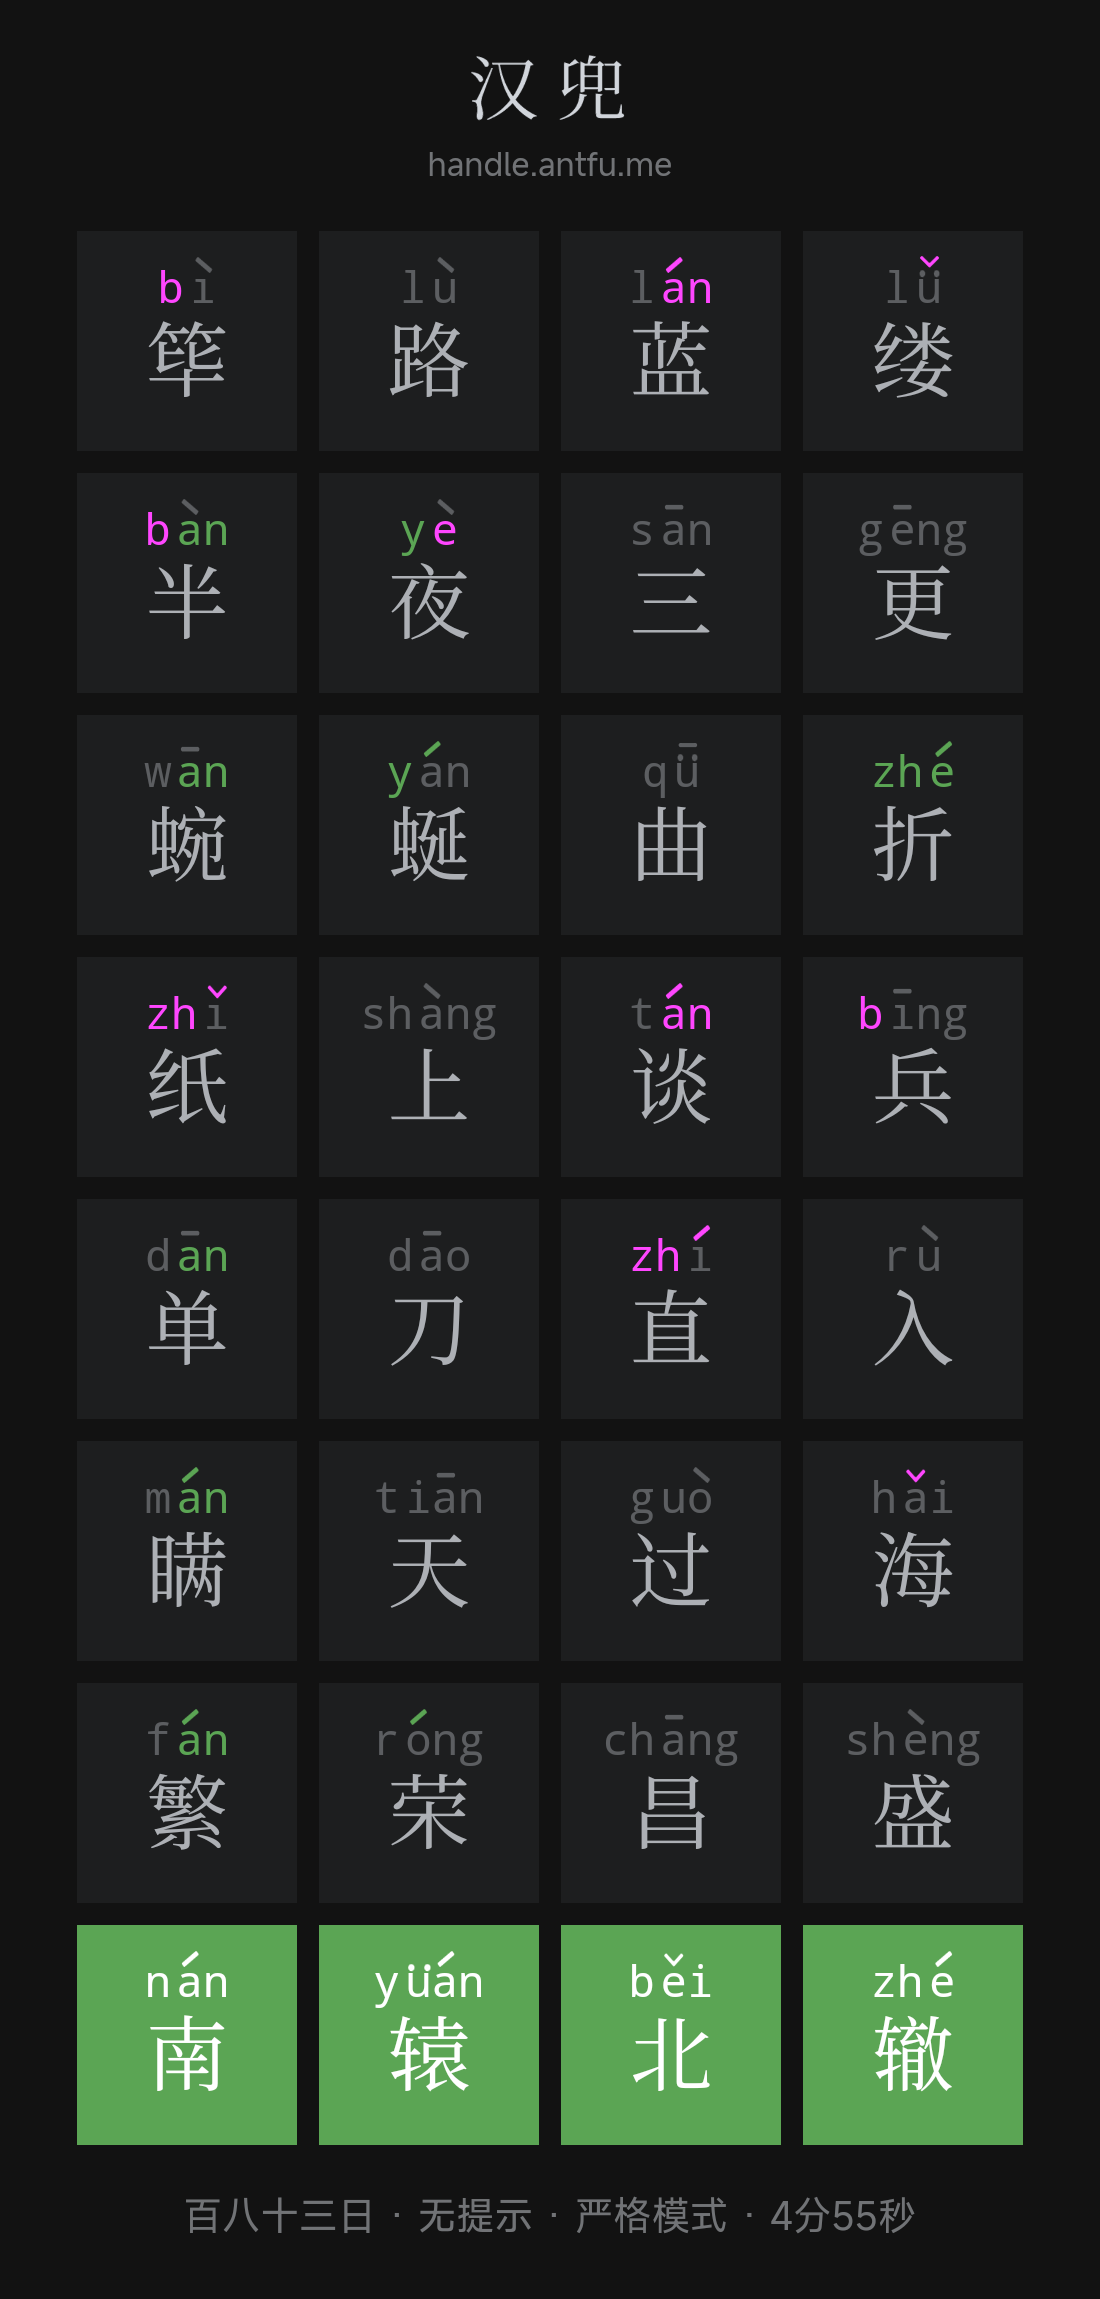 汉兜
handle.antfu.me
bì lù lán lǚ
筚路蓝缕
bàn yè sān gēng
半夜三更
wān yán qǖ zhé
蜿蜒曲折
zhǐ shàng tán bīng
纸上谈兵
dān dāo zhí rù
单刀直入
mán tiān guò hǎi
瞒天过海
fán róng chāng shèng
繁荣昌盛
nán yüán běi zhé
南辕北辙
百八十三日 · 无提示 · 严格模式 · 4分55秒